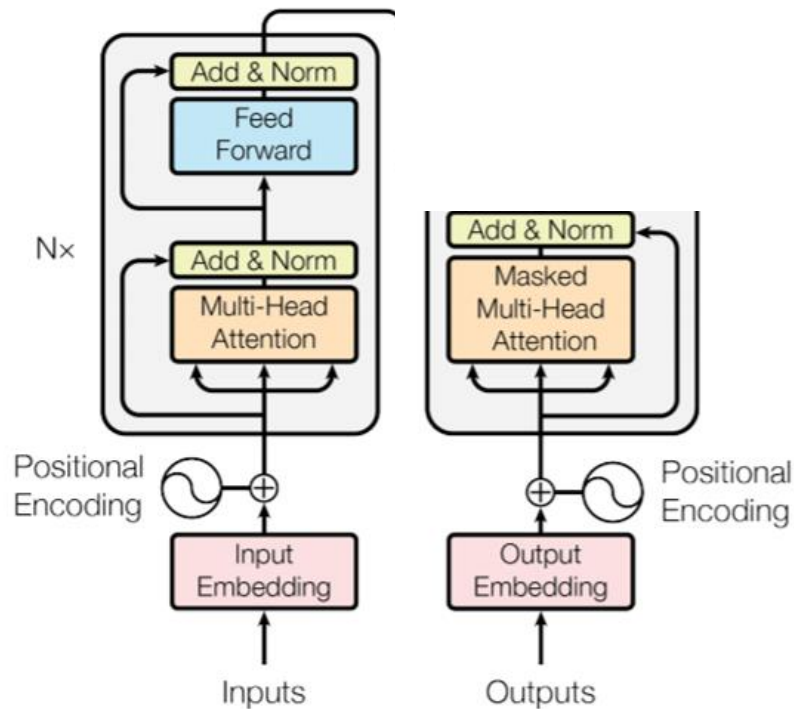 Add & Norm
Feed
Forward
Add & Norm
Multi-Head
Attention
Nx
Positional
Encoding
Input
Embedding
Inputs
Add & Norm
Masked
Multi-Head
Attention
Positional
Encoding
Output
Embedding
Outputs